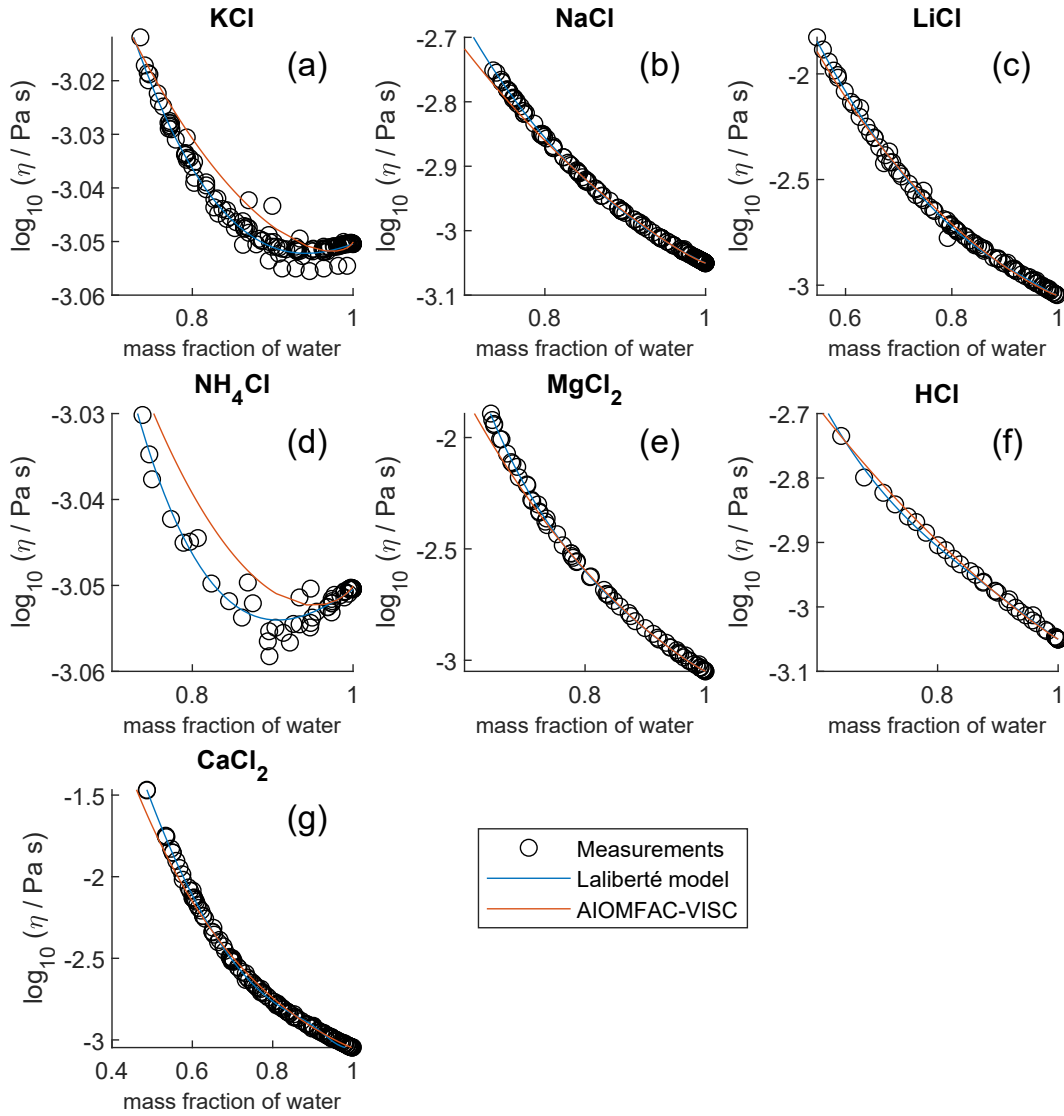 KCl
(a)
-3.02
-3.03
-3.04
-3.05
-3.06
0.8
1
log10 (η / Pa s)
mass fraction of water
NaCl
(b)
-2.7
-2.8
-2.9
-3
-3.1
0.8
1
log10 (η / Pa s)
mass fraction of water
LiCl
(c)
-2
-2.5
-3
0.6
0.8
1
log10 (η / Pa s)
mass fraction of water
NH4Cl
(d)
-3.03
-3.04
-3.05
-3.06
0.8
1
log10 (η / Pa s)
mass fraction of water
MgCl2
(e)
-2
-2.5
-3
0.8
1
log10 (η / Pa s)
mass fraction of water
HCl
(f)
-2.7
-2.8
-2.9
-3
-3.1
0.8
1
log10 (η / Pa s)
mass fraction of water
CaCl2
(g)
-1.5
-2
-2.5
-3
0.4
0.6
0.8
1
log10 (η / Pa s)
mass fraction of water
Measurements
Laliberté model
AIOMFAC-VISC